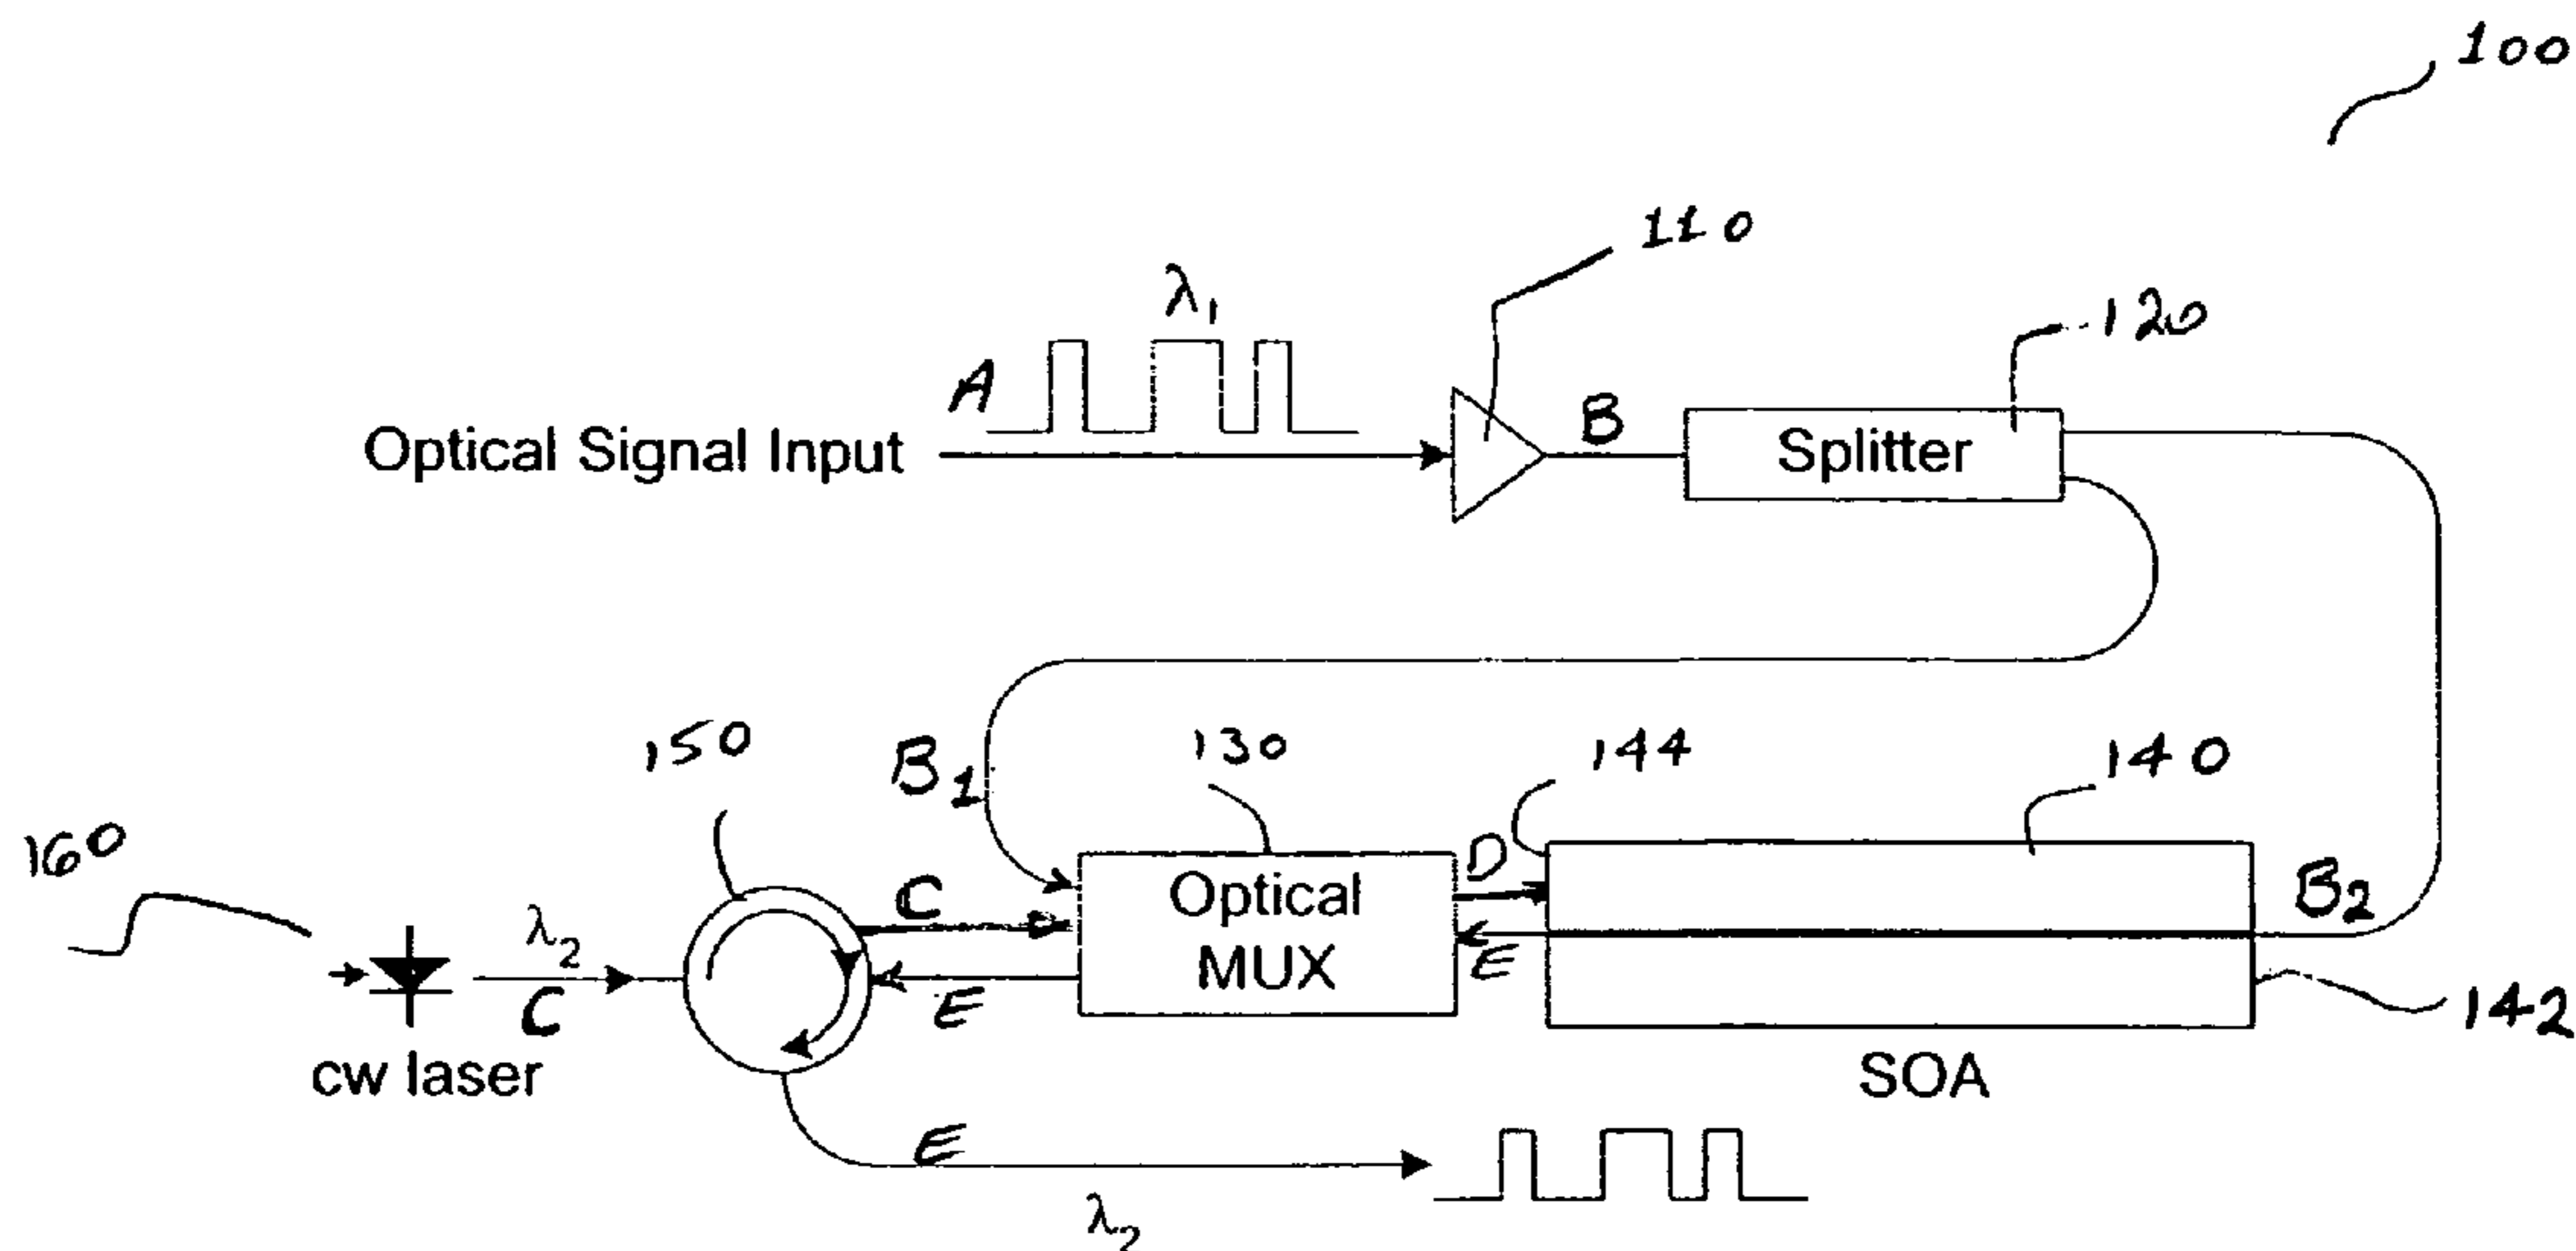 100
110
λ₁
120
A
B
Optical Signal Input
Splitter
150
B₁
130
144
140
160
C
Optical
MUX
D
B₂
λ₂
C
E
E
142
cw laser
SOA
E
λ₂